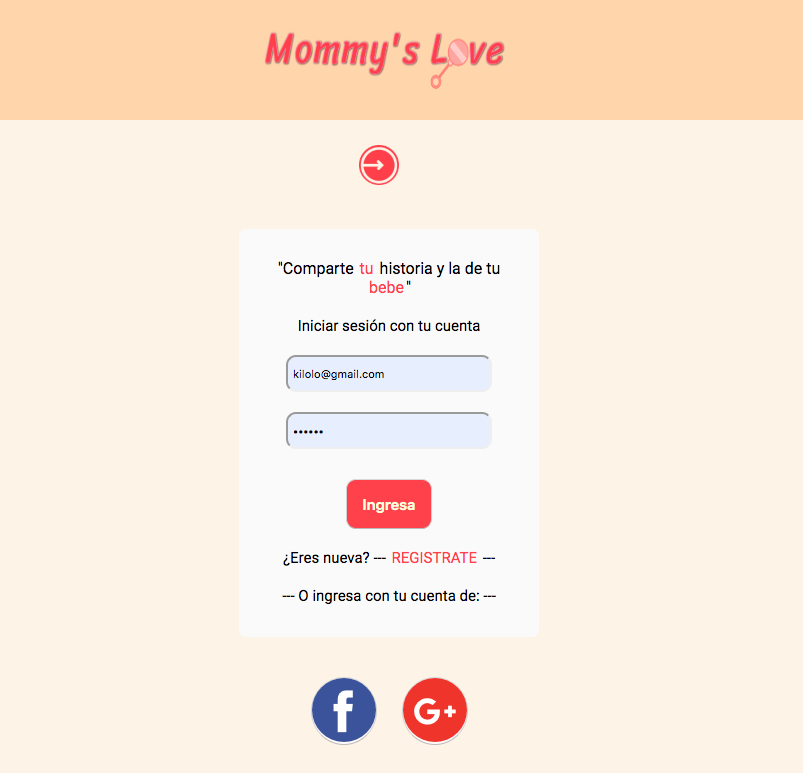 Mommy's Love
"Comparte tu historia y la de tu
bebe"
Iniciar sesión con tu cuenta
kilolo@gmail.com
••••••
Ingresa
¿Eres nueva? --- REGISTRATE ---
--- O ingresa con tu cuenta de: ---
f G+